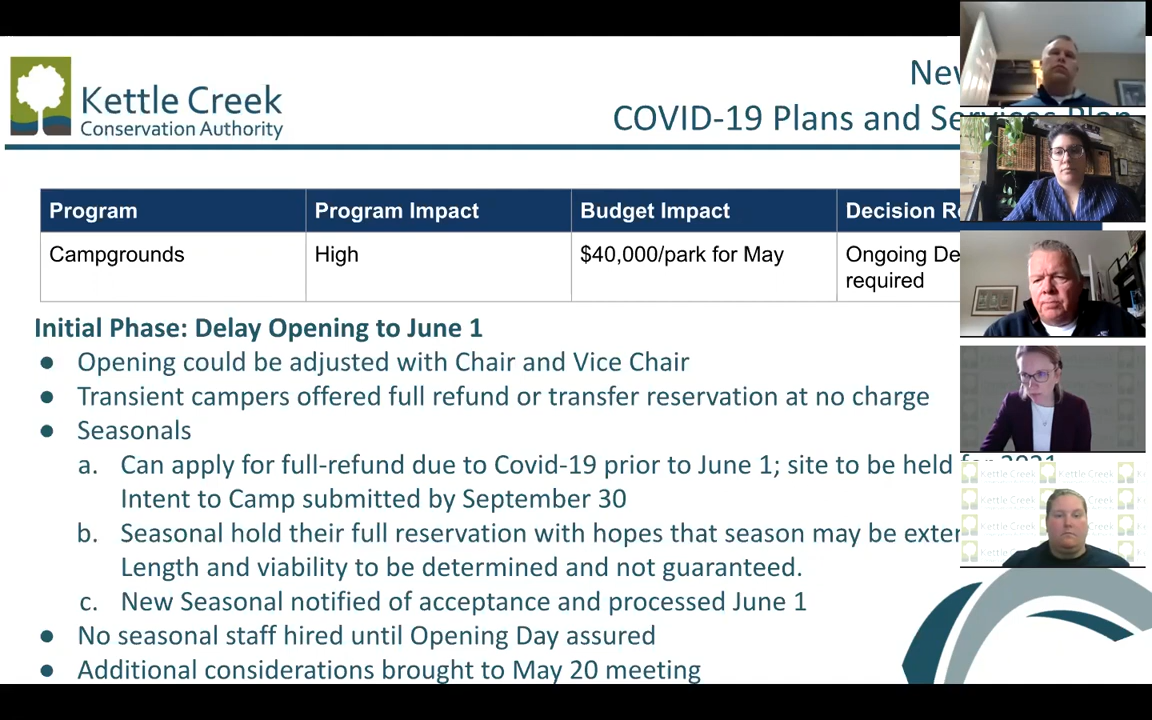 Kettle Creek
Conservation Authority
COVID-19 Plans and Services Plan
Program
Program Impact
Budget Impact
Decision
Campgrounds
High
$40,000/park for May
Ongoing
required
Initial Phase: Delay Opening to June 1
● Opening could be adjusted with Chair and Vice Chair
● Transient campers offered full refund or transfer reservation at no charge
● Seasonals
a. Can apply for full-refund due to Covid-19 prior to June 1; site to be held for 2021
Intent to Camp submitted by September 30
b. Seasonal hold their full reservation with hopes that season may be
Length and viability to be determined and not guaranteed.
c. New Seasonal notified of acceptance and processed June 1
● No seasonal staff hired until Opening Day assured
● Additional considerations brought to May 20 meeting